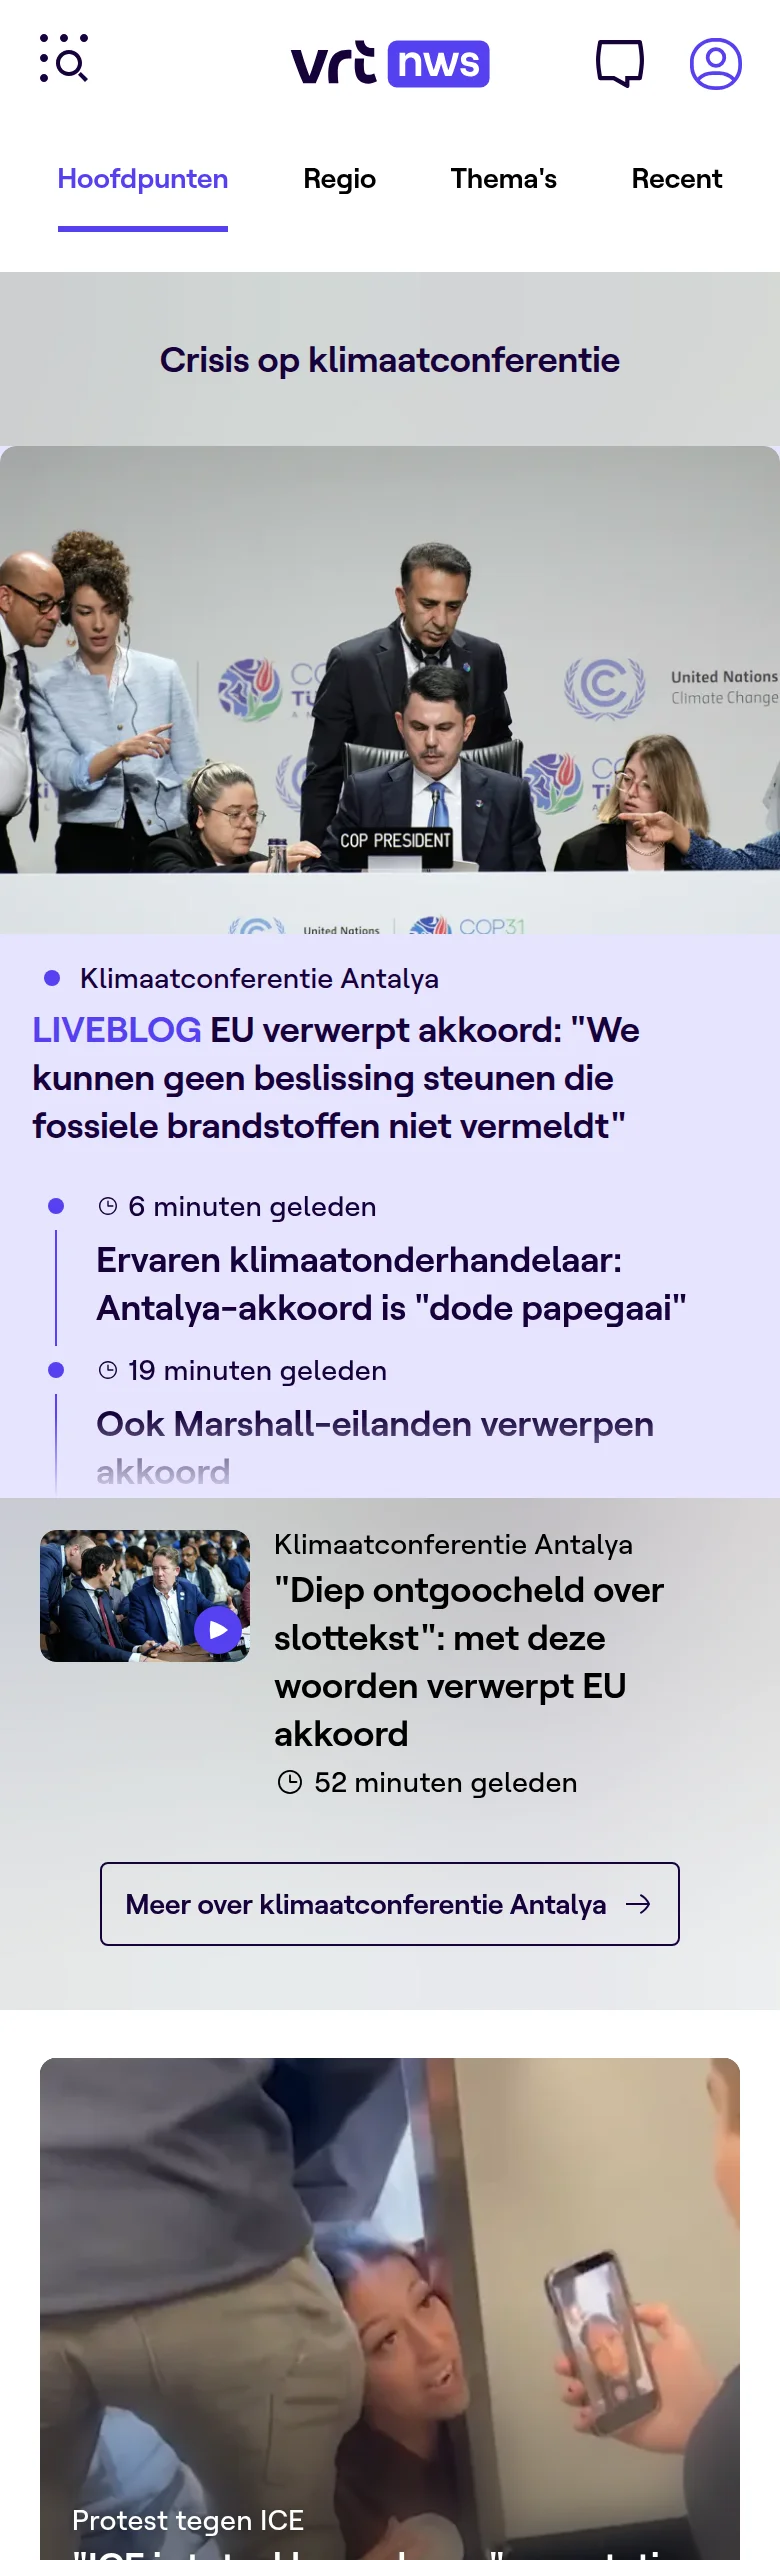 vrt nws
Hoofdpunten Regio Thema's Recent
Crisis op klimaatconferentie
United Nations
Climate Change
COP PRESIDENT
United Nations COP31
Klimaatconferentie Antalya
LIVEBLOG EU verwerpt akkoord: "We
kunnen geen beslissing steunen die
fossiele brandstoffen niet vermeldt"
6 minuten geleden
Ervaren klimaatonderhandelaar:
Antalya-akkoord is "dode papegaai"
19 minuten geleden
Ook Marshall-eilanden verwerpen
akkoord
Klimaatconferentie Antalya
"Diep ontgoocheld over
slottekst": met deze
woorden verwerpt EU
akkoord
52 minuten geleden
Meer over klimaatconferentie Antalya
Protest tegen ICE